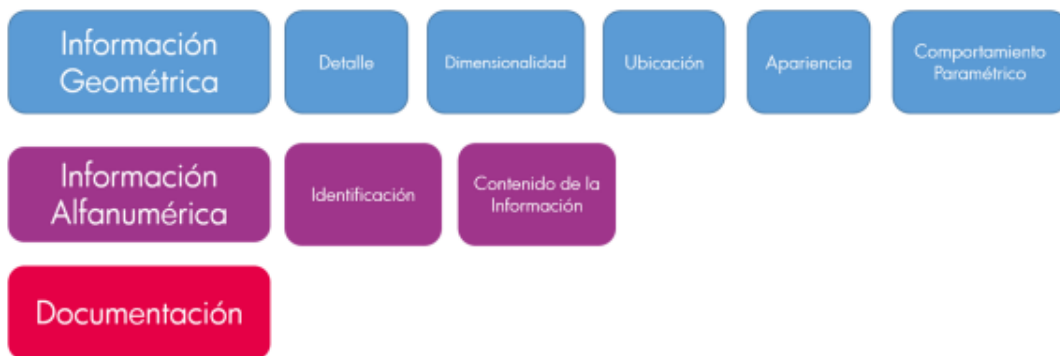 Información
Geométrica
Detalle
Dimensionalidad
Ubicación
Apariencia
Comportamiento
Paramétrico
Información
Alfanumérica
Identificación
Contenido de la
Información
Documentación